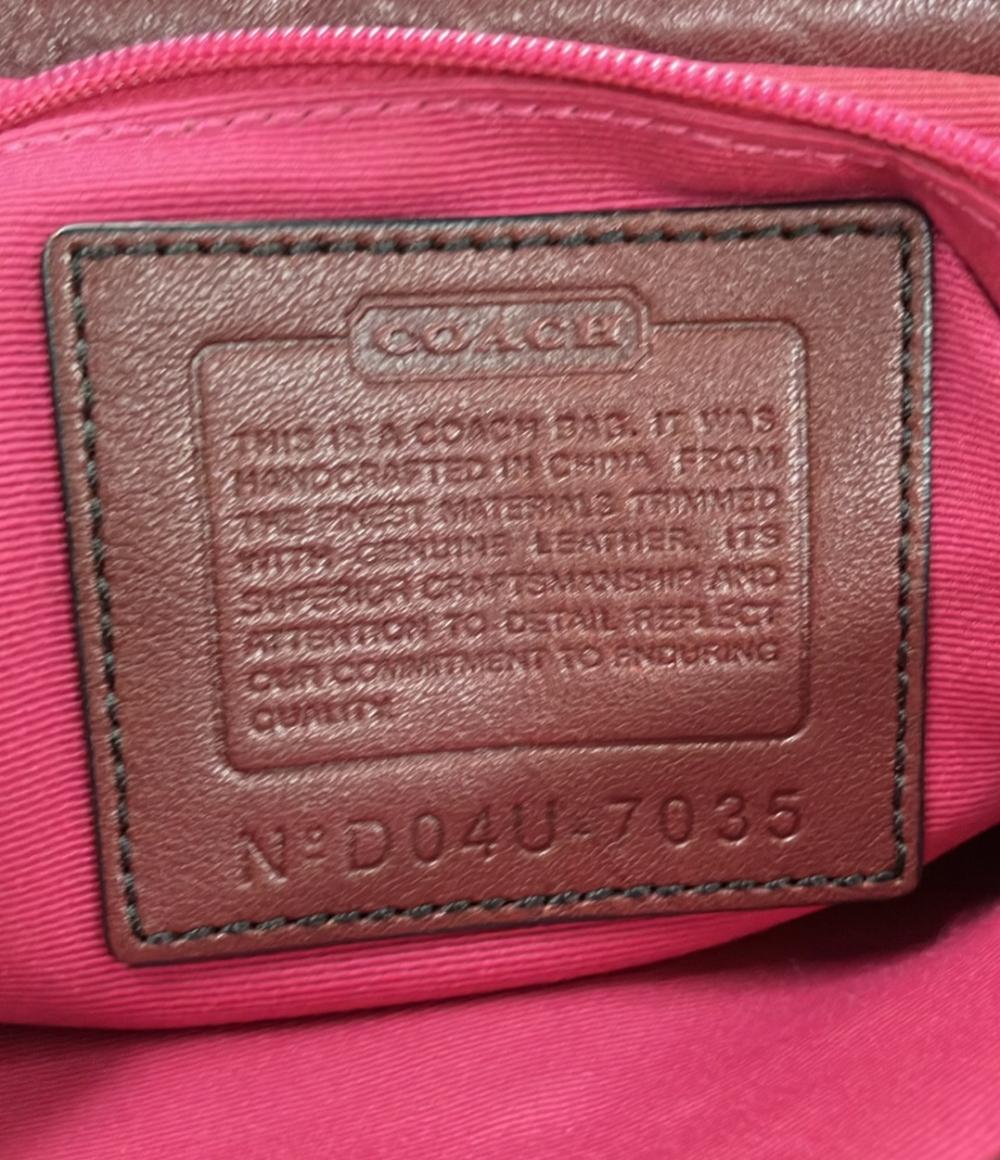 COACH
THIS IS A COACH BAG. IT WAS
HANDCRAFTED IN CHINA FROM
THE FINEST MATERIALS TRIMMED
WITH GENUINE LEATHER. ITS
SUPERIOR CRAFTSMANSHIP AND
ATTENTION TO DETAIL REFLECT
OUR COMMITMENT TO ENDURING
QUALITY.
Nº D04U-7035